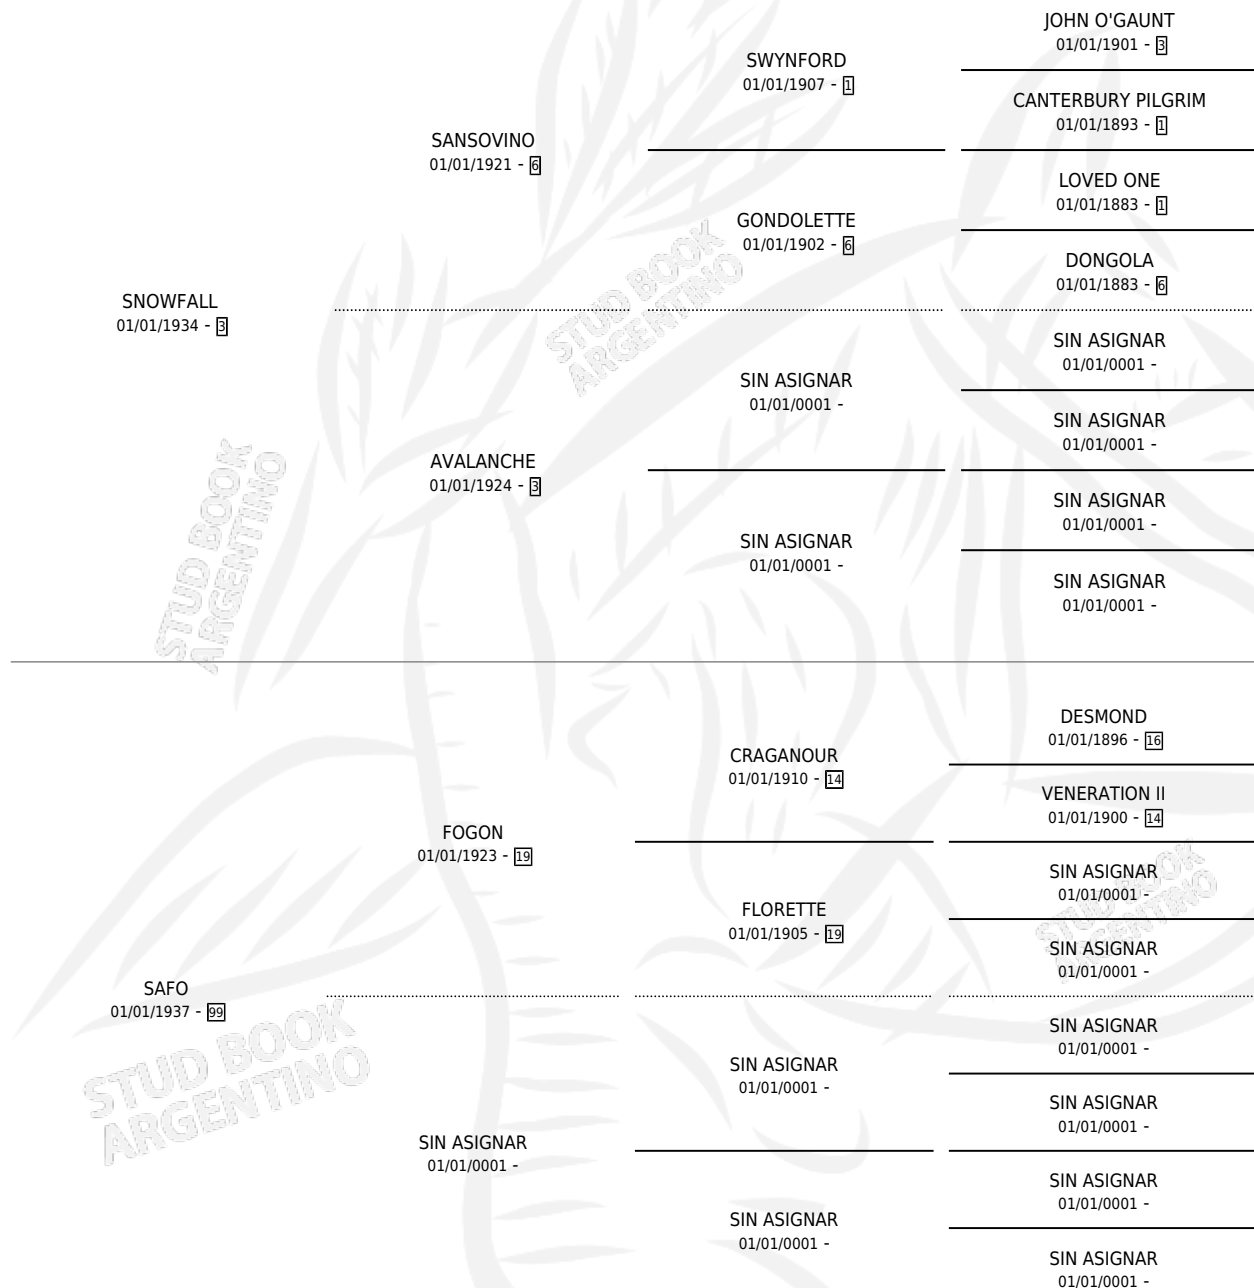 JOHN O'GAUNT
01/01/1901 - 3
SWYNFORD
01/01/1907 - 1
CANTERBURY PILGRIM
01/01/1893 - 1
SANSOVINO
01/01/1921 - 6
LOVED ONE
01/01/1883 - 1
GONDOLETTE
01/01/1902 - 6
DONGOLA
01/01/1883 - 6
SNOWFALL
01/01/1934 - 3
STUD BOOK
ARGENTINO
SIN ASIGNAR
01/01/0001 -
SIN ASIGNAR
01/01/0001 -
SIN ASIGNAR
01/01/0001 -
AVALANCHE
01/01/1924 - 3
SIN ASIGNAR
01/01/0001 -
SIN ASIGNAR
01/01/0001 -
SIN ASIGNAR
01/01/0001 -
STUD BOOK
ARGENTINO
DESMOND
01/01/1896 - 16
CRAGANOUR
01/01/1910 - 14
VENERATION II
01/01/1900 - 14
FOGON
01/01/1923 - 19
SIN ASIGNAR
01/01/0001 -
FLORETTE
01/01/1905 - 19
SIN ASIGNAR
01/01/0001 -
STUD BOOK
ARGENTINO
SAFO
01/01/1937 - 99
STUD BOOK
ARGENTINO
SIN ASIGNAR
01/01/0001 -
SIN ASIGNAR
01/01/0001 -
SIN ASIGNAR
01/01/0001 -
SIN ASIGNAR
01/01/0001 -
SIN ASIGNAR
01/01/0001 -
SIN ASIGNAR
01/01/0001 -
SIN ASIGNAR
01/01/0001 -